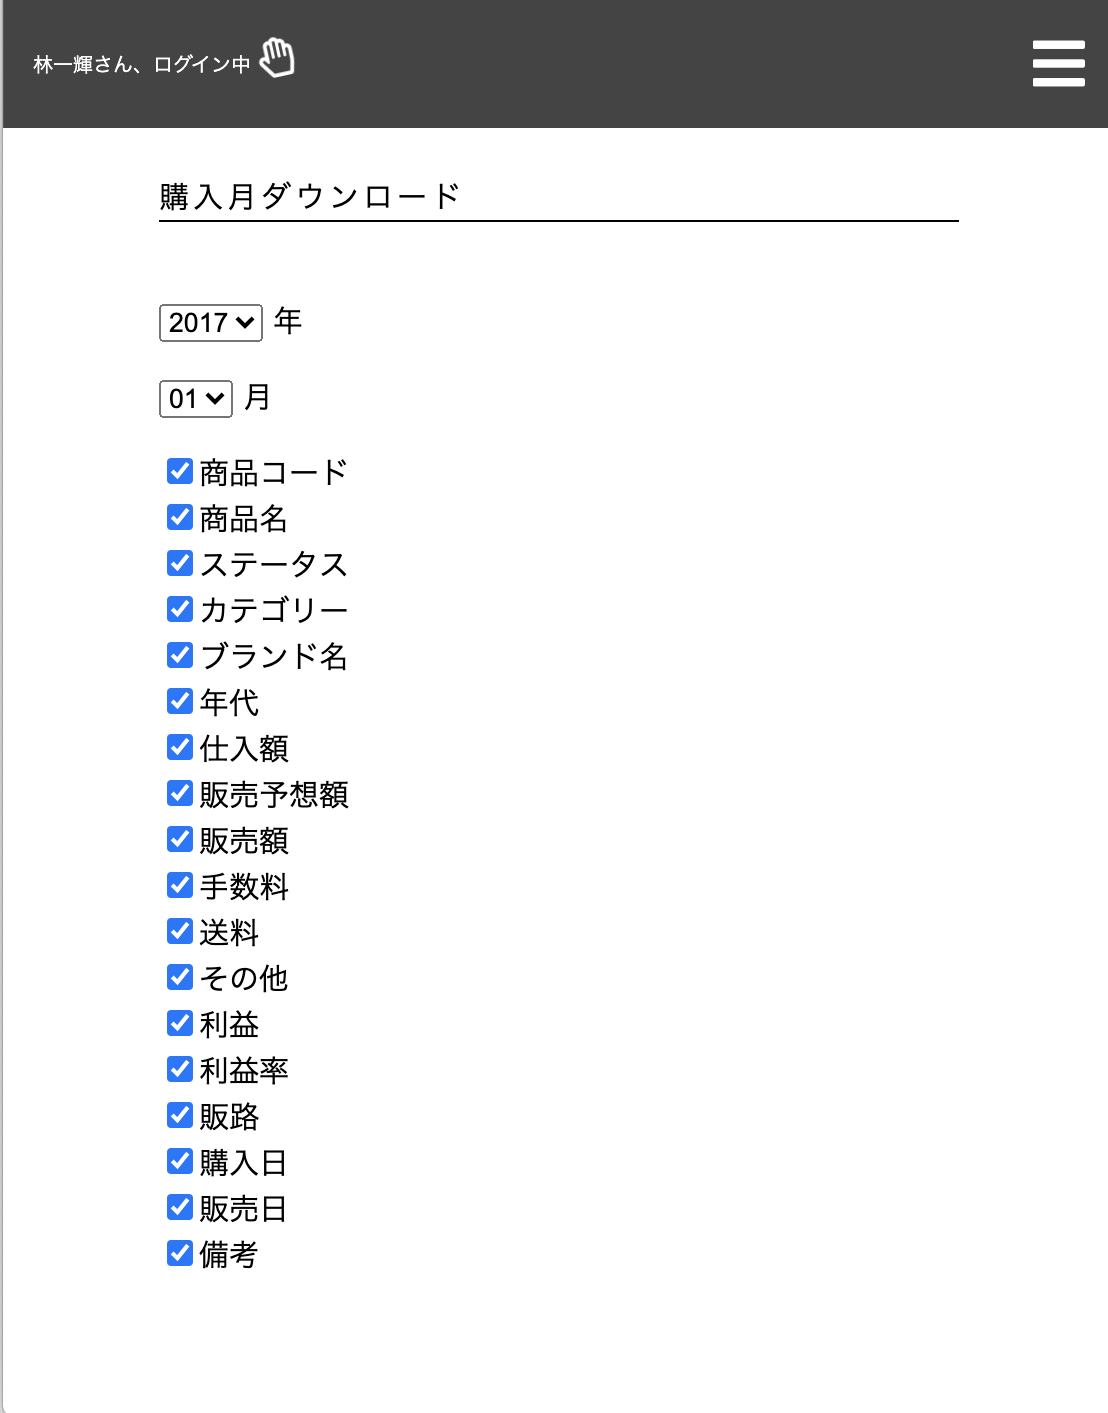 林一輝さん、ログイン中
購入月ダウンロード
2017 年
01 月
商品コード
商品名
ステータス
カテゴリー
ブランド名
年代
仕入額
販売予想額
販売額
手数料
送料
その他
利益
利益率
販路
購入日
販売日
備考